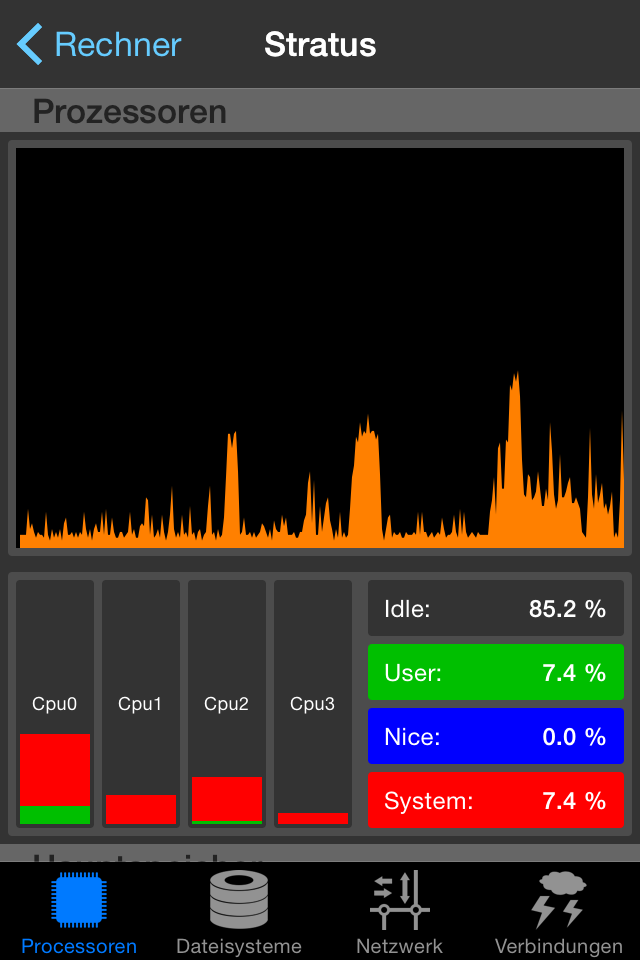 Rechner
Stratus
Prozessoren
Cpu0
Cpu1
Cpu2
Cpu3
Idle: 85.2 %
User: 7.4 %
Nice: 0.0 %
System: 7.4 %
Hauptspeicher
Processoren
Dateisysteme
Netzwerk
Verbindungen